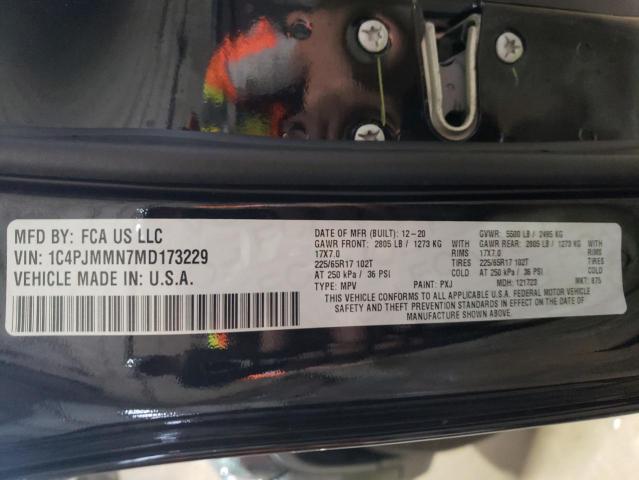 MFD BY: FCA US LLC
VIN: 1C4PJMMN7MD173229
VEHICLE MADE IN: U.S.A.
DATE OF MFR (BUILT): 12-20 GVWR: 5500 LB / 2495 KG
GAWR FRONT: 2805 LB / 1273 KG WITH GAWR REAR: 2805 LB / 1273 KG WITH
17X7.0 RIMS 17X7.0 RIMS
225/65R17 102T TIRES 225/65R17 102T TIRES
AT 250 kPa / 36 PSI AT 250 kPa / 36 PSI
TYPE: MPV PAINT: PXJ MDH: 121723 MKT: 875
THIS VEHICLE CONFORMS TO ALL APPLICABLE U.S.A. FEDERAL MOTOR VEHICLE
SAFETY AND THEFT PREVENTION STANDARDS IN EFFECT ON THE DATE OF
MANUFACTURE SHOWN ABOVE.